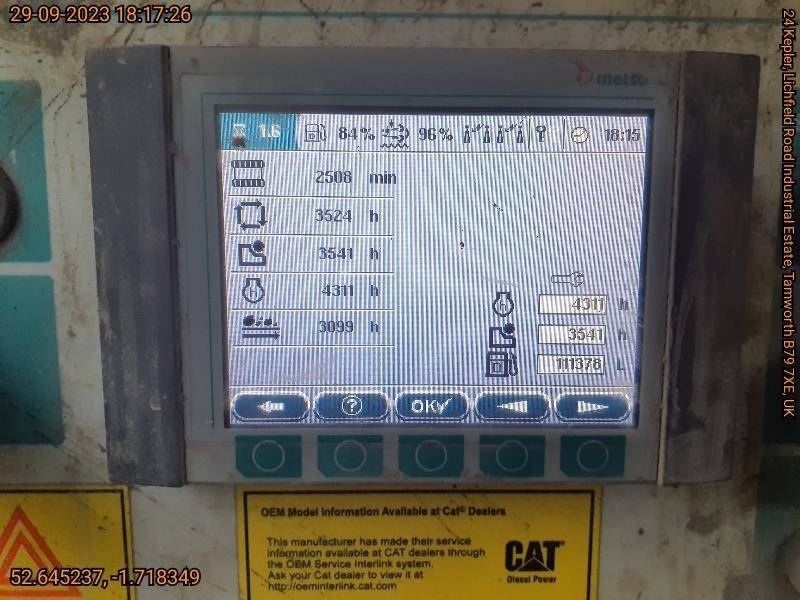 29-09-2023 18:17:26
24 Kepler, Lichfield Road Industrial Estate, Tamworth B79 7XE, UK
metso
1.6 84% 96% ? 18:15
2508 min
3524 h
3541 h
4311 h
3099 h
4311 h
3541 h
111378 L
? OK
OEM Model Information Available at Cat® Dealers
This manufacturer has made their service
information available at CAT dealers through
the OEM Service Interlink system.
Ask your Cat dealer to view it at
http://oeminterlink.cat.com
CAT®
Diesel Power
52.645237, -1.718349